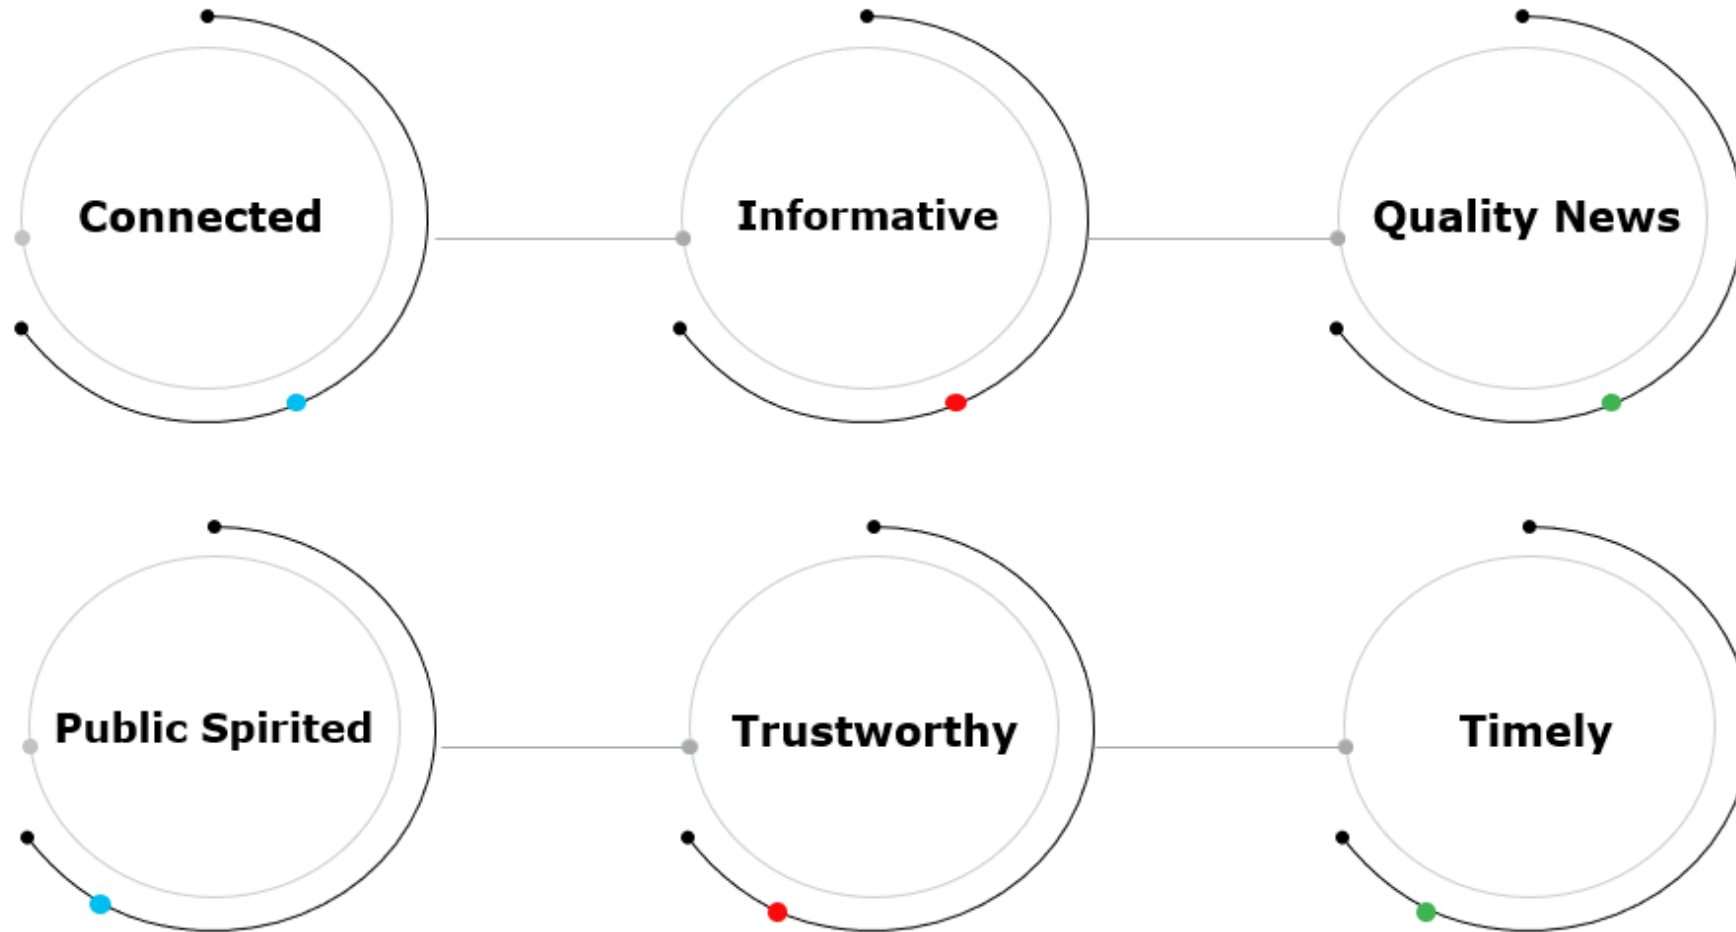 Connected
Informative
Quality News
Public Spirited
Trustworthy
Timely